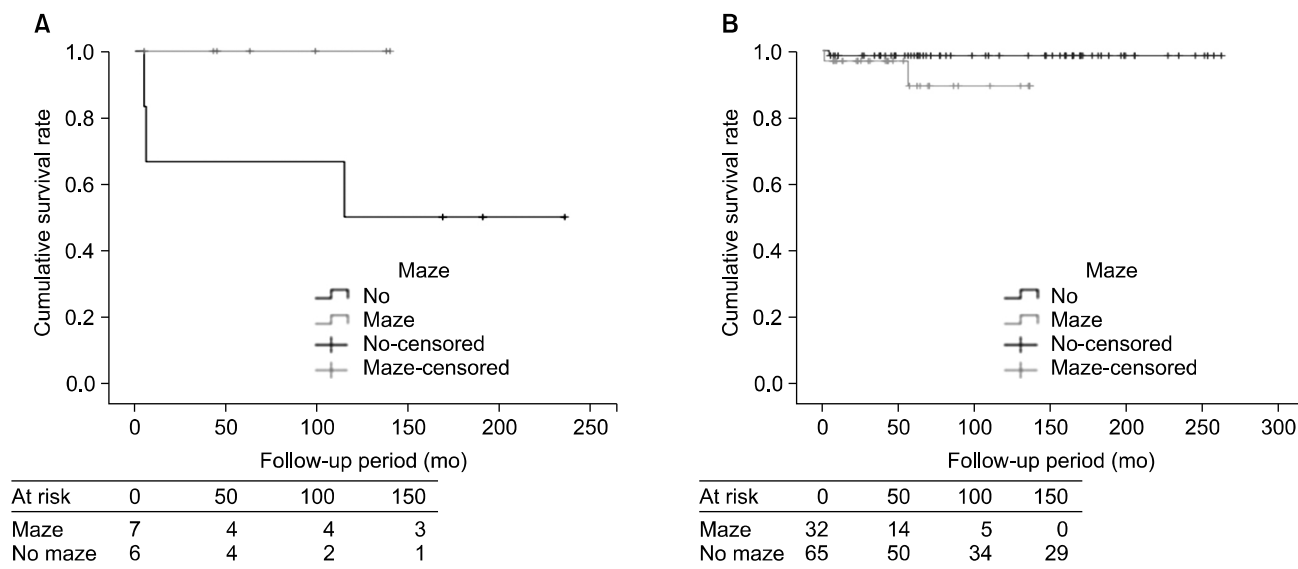 A
1.0
0.8
0.6
0.4
0.2
0.0
Cumulative survival rate
Maze
No
Maze
No-censored
Maze-censored
0 50 100 150 200 250
Follow-up period (mo)
At risk 0 50 100 150
Maze 7 4 4 3
No maze 6 4 2 1
B
1.0
0.8
0.6
0.4
0.2
0.0
Cumulative survival rate
Maze
No
Maze
No-censored
Maze-censored
0 50 100 150 200 250 300
Follow-up period (mo)
At risk 0 50 100 150
Maze 32 14 5 0
No maze 65 50 34 29